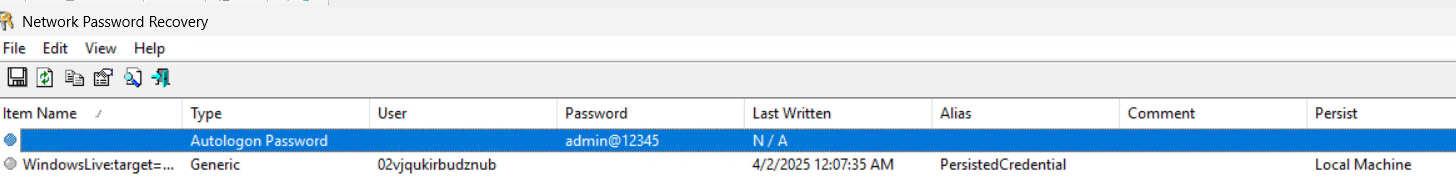 Network Password Recovery
File Edit View Help
Item Name / Type User Password Last Written Alias Comment Persist
Autologon Password admin@12345 N / A
WindowsLive:target=... Generic 02vjqukirbudznub 4/2/2025 12:07:35 AM PersistedCredential Local Machine